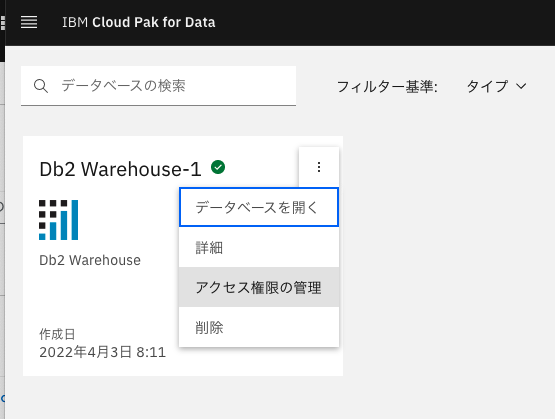 IBM Cloud Pak for Data
データベースの検索
フィルター基準: タイプ
Db2 Warehouse-1
データベースを開く
詳細
アクセス権限の管理
削除
Db2 Warehouse
作成日
2022年4月3日 8:11